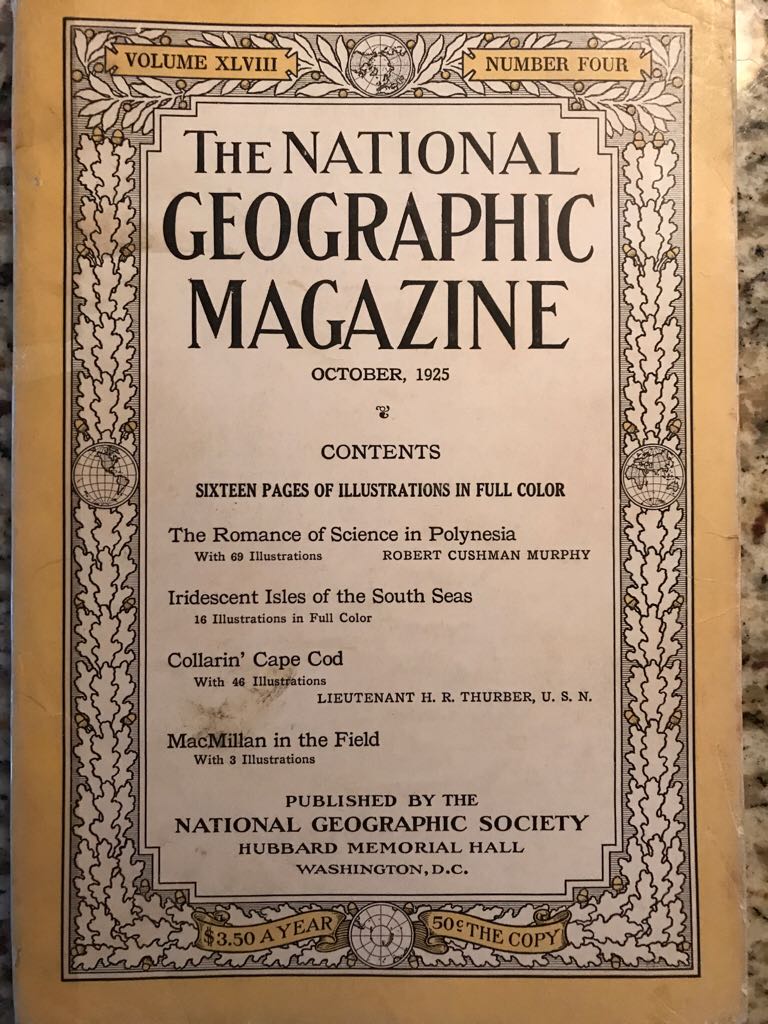 VOLUME XLVIII NUMBER FOUR
THE NATIONAL
GEOGRAPHIC
MAGAZINE
OCTOBER, 1925
CONTENTS
SIXTEEN PAGES OF ILLUSTRATIONS IN FULL COLOR
The Romance of Science in Polynesia
With 69 Illustrations ROBERT CUSHMAN MURPHY
Iridescent Isles of the South Seas
16 Illustrations in Full Color
Collarin' Cape Cod
With 46 Illustrations
LIEUTENANT H. R. THURBER, U. S. N.
MacMillan in the Field
With 3 Illustrations
PUBLISHED BY THE
NATIONAL GEOGRAPHIC SOCIETY
HUBBARD MEMORIAL HALL
WASHINGTON, D.C.
$3.50 A YEAR 50¢ THE COPY